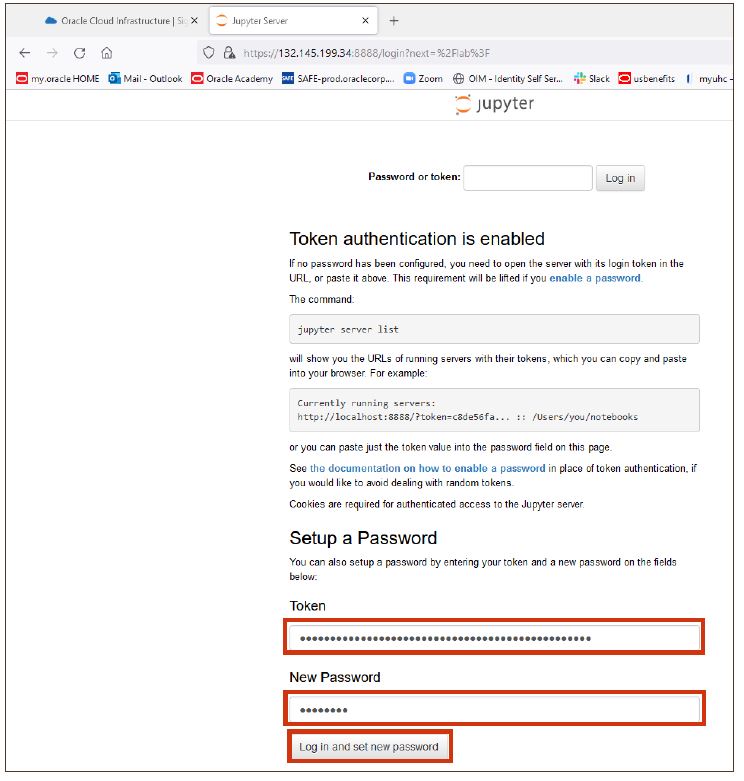 Oracle Cloud Infrastructure | Si
Jupyter Server
https://132.145.199.34:8888/login?next=%2Flab%3F
my.oracle HOME
Mail - Outlook
Oracle Academy
SAFE
SAFE-prod.oraclecorp....
Zoom
OIM - Identity Self Ser...
Slack
usbenefits
myuhc -
jupyter
Password or token:
Log in
Token authentication is enabled
If no password has been configured, you need to open the server with its login token in the
URL, or paste it above. This requirement will be lifted if you enable a password.
The command:
jupyter server list
will show you the URLs of running servers with their tokens, which you can copy and paste
into your browser. For example:
Currently running servers:
http://localhost:8888/?token=c8de56fa... :: /Users/you/notebooks
or you can paste just the token value into the password field on this page.
See the documentation on how to enable a password in place of token authentication, if
you would like to avoid dealing with random tokens.
Cookies are required for authenticated access to the Jupyter server.
Setup a Password
You can also setup a password by entering your token and a new password on the fields
below:
Token
New Password
Log in and set new password